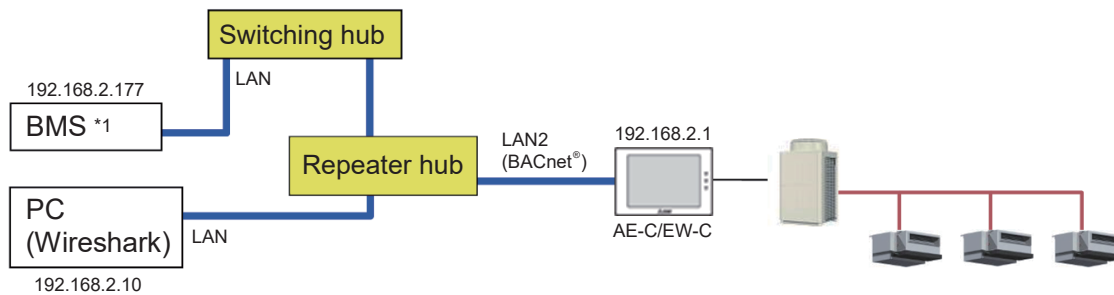 Switching hub
LAN
192.168.2.177
BMS *1
Repeater hub
LAN2
(BACnet®)
192.168.2.1
AE-C/EW-C
PC
(Wireshark)
LAN
192.168.2.10